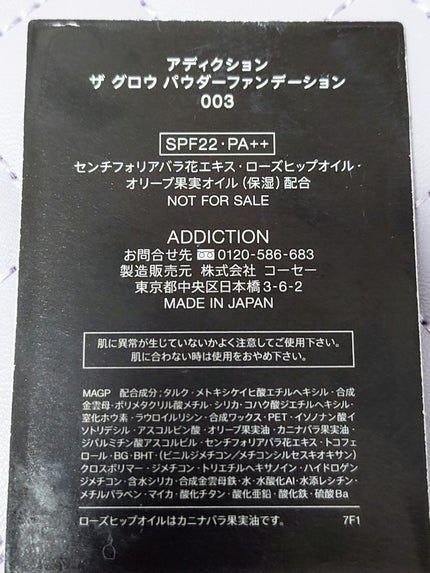 アディクション
ザ グロウ パウダーファンデーション
003
SPF22・PA++
センチフォリアバラ花エキス・ローズヒップオイル・
オリーブ果実オイル（保湿）配合
NOT FOR SALE
ADDICTION
お問合せ先 0120-586-683
製造販売元 株式会社 コーセー
東京都中央区日本橋3-6-2
MADE IN JAPAN
肌に異常が生じていないかよく注意してご使用下さい。
肌に合わない時は使用をおやめ下さい。
MAGP 配合成分；タルク・メトキシケイヒ酸エチルヘキシル・合成
金雲母・ポリメタクリル酸メチル・シリカ・コハク酸ジエチルヘキシル・
窒化ホウ素・ラウロイルリシン・合成ワックス・PET・イソノナン酸イ
ソトリデシル・アスコルビン酸・オリーブ果実油・カニナバラ果実油・
ジパルミチン酸アスコルビル・センチフォリアバラ花エキス・トコフェ
ロール・BG・BHT・（ビニルジメチコン/メチコンシルセスキオキサン）
クロスポリマー・ジメチコン・トリエチルヘキサノイン・ハイドロゲン
ジメチコン・含水シリカ・合成金雲母鉄・水・水酸化Al・水添レシチン・
メチルパラベン・マイカ・酸化チタン・酸化亜鉛・酸化鉄・硫酸Ba
ローズヒップオイルはカニナバラ果実油です。 7F1